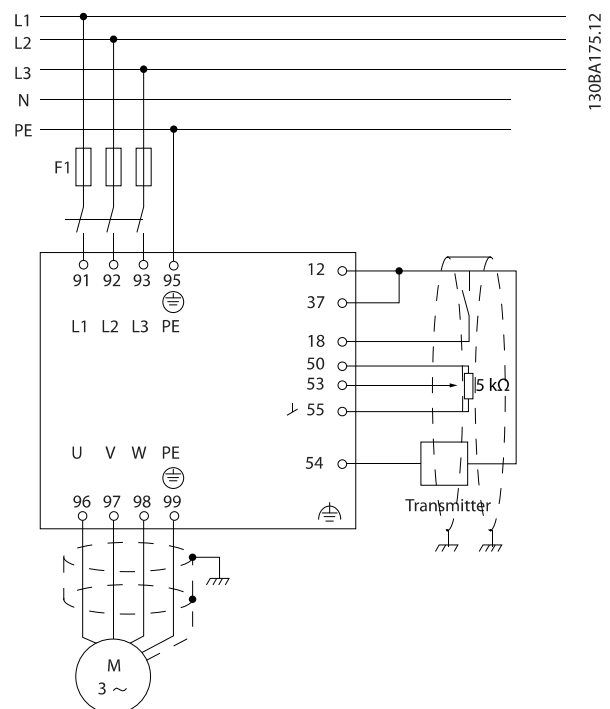 L1
L2
L3
N
PE
130BA175.12
F1
91 92 93 95
L1 L2 L3 PE
12
37
18
50
53
55
5 kΩ
U V W PE
54
96 97 98 99
Transmitter
M
3 ~